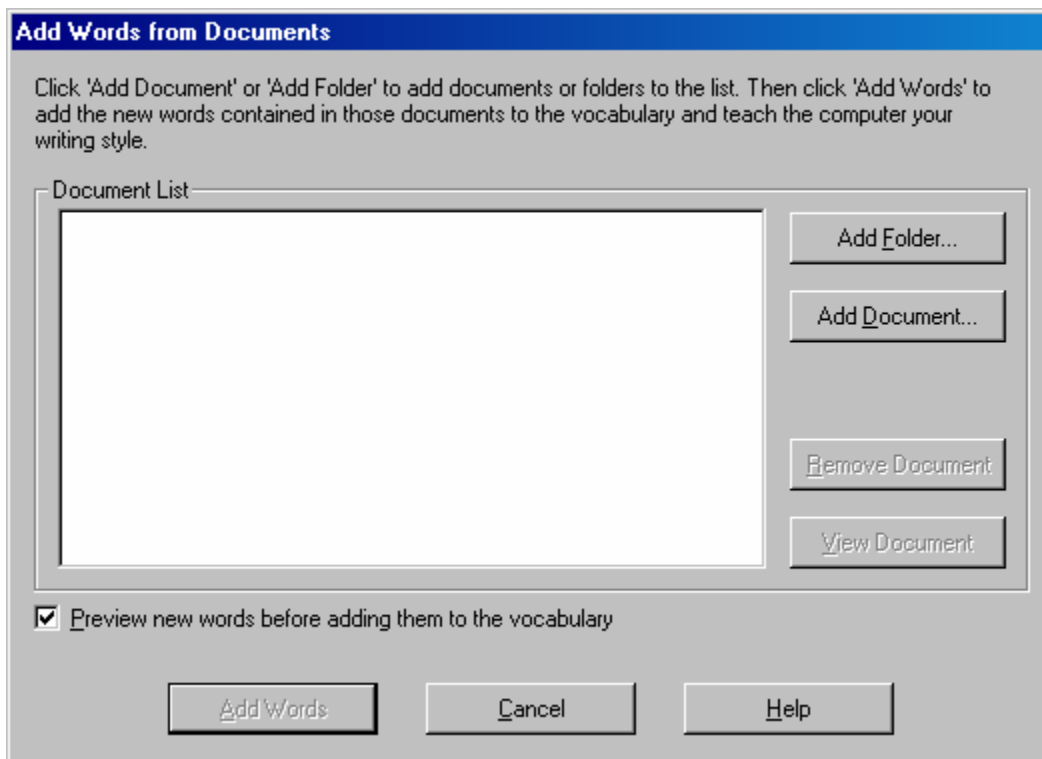 Add Words from Documents
Click 'Add Document' or 'Add Folder' to add documents or folders to the list. Then click 'Add Words' to
add the new words contained in those documents to the vocabulary and teach the computer your
writing style.
Document List
Add Folder...
Add Document...
Remove Document
View Document
Preview new words before adding them to the vocabulary
Add Words
Cancel
Help